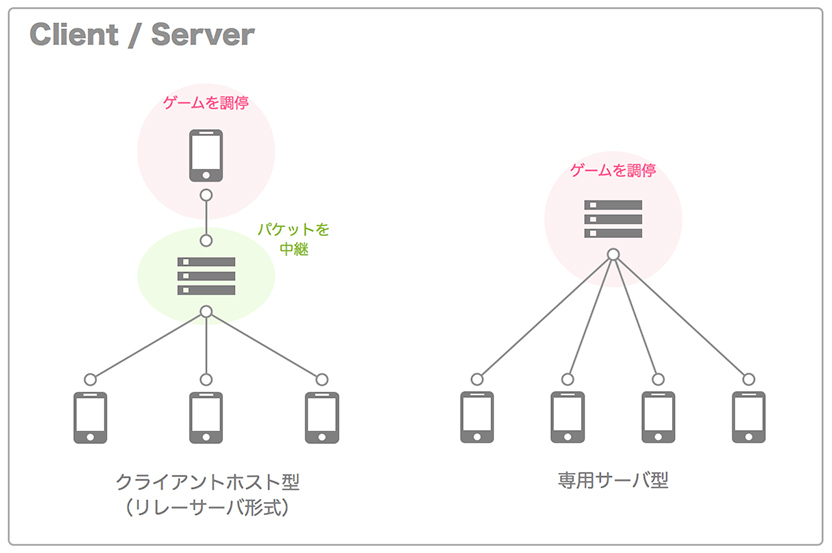 Client / Server
ゲームを調停
パケットを
中継
クライアントホスト型
（リレーサーバ形式）
ゲームを調停
専用サーバ型